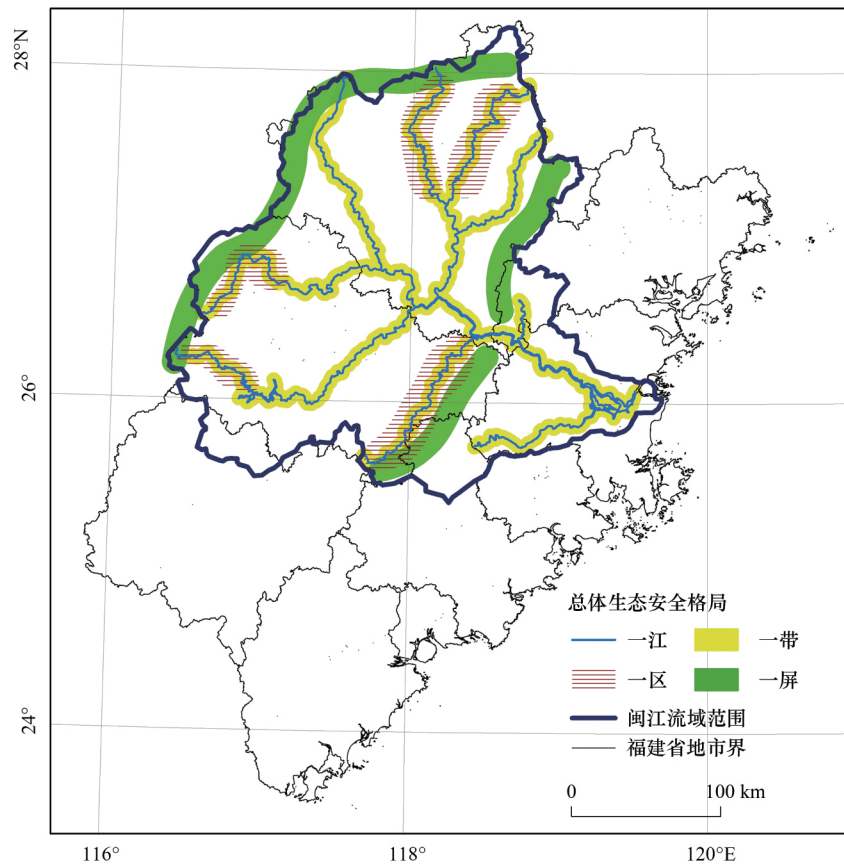 28°N
26°
24°
总体生态安全格局
一江
一带
一区
一屏
闽江流域范围
福建省地市界
0
100 km
116°
118°
120°E